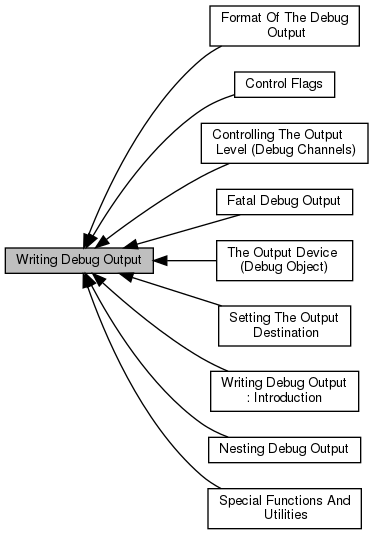 Format Of The Debug
Output
Control Flags
Controlling The Output
Level (Debug Channels)
Fatal Debug Output
Writing Debug Output
The Output Device
(Debug Object)
Setting The Output
Destination
Writing Debug Output
: Introduction
Nesting Debug Output
Special Functions And
Utilities